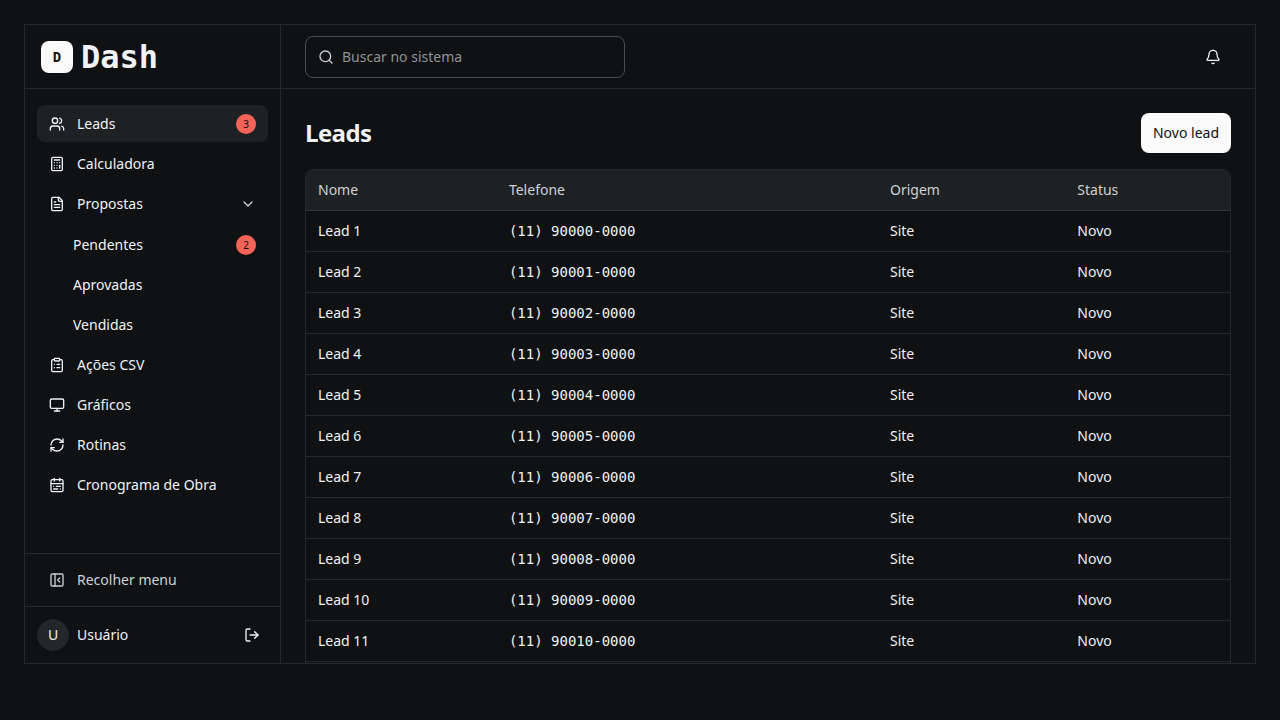 D Dash
Buscar no sistema
Leads 3
Calculadora
Propostas
Pendentes 2
Aprovadas
Vendidas
Ações CSV
Gráficos
Rotinas
Cronograma de Obra
Recolher menu
U Usuário
Leads
Novo lead
Nome Telefone Origem Status
Lead 1 (11) 90000-0000 Site Novo
Lead 2 (11) 90001-0000 Site Novo
Lead 3 (11) 90002-0000 Site Novo
Lead 4 (11) 90003-0000 Site Novo
Lead 5 (11) 90004-0000 Site Novo
Lead 6 (11) 90005-0000 Site Novo
Lead 7 (11) 90006-0000 Site Novo
Lead 8 (11) 90007-0000 Site Novo
Lead 9 (11) 90008-0000 Site Novo
Lead 10 (11) 90009-0000 Site Novo
Lead 11 (11) 90010-0000 Site Novo